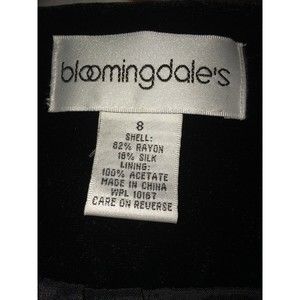 bloomingdale's
8
SHELL:
82% RAYON
18% SILK
LINING:
100% ACETATE
MADE IN CHINA
WPL 10167
CARE ON REVERSE